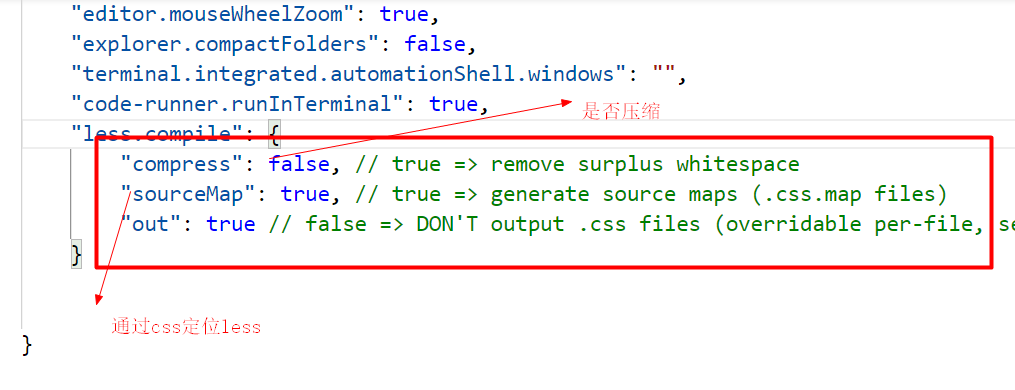 "editor.mouseWheelZoom": true,
"explorer.compactFolders": false,
"terminal.integrated.automationShell.windows": "",
"code-runner.runInTerminal": true,
是否压缩
"less.compile": {
"compress": false, // true => remove surplus whitespace
"sourceMap": true, // true => generate source maps (.css.map files)
"out": true // false => DON'T output .css files (overridable per-file, se
}
通过css定位less
}